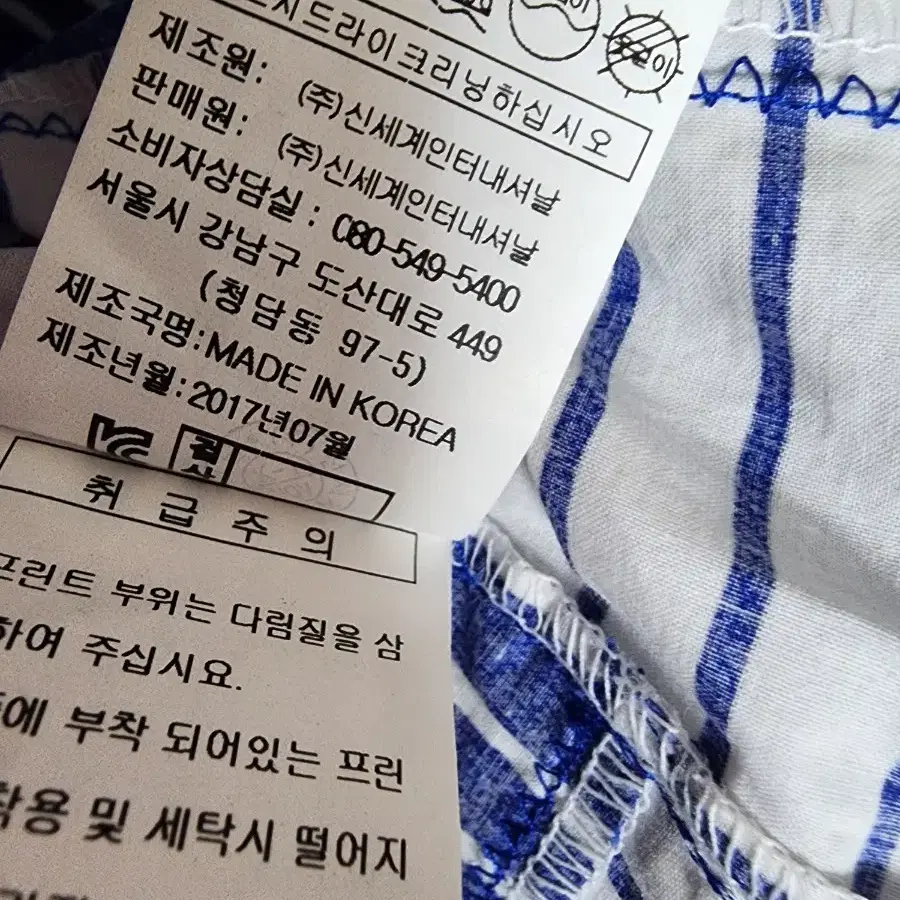 드라이크리닝하십시오
제조원: (주)신세계인터내셔날
판매원: (주)신세계인터내셔날
소비자상담실 : 080-549-5400
서울시 강남구 도산대로 449
(청담동 97-5)
제조국명:MADE IN KOREA
제조년월:2017년07월
취급주의
프린트 부위는 다림질을 삼
하여 주십시요.
에 부착 되어있는 프린
착용 및 세탁시 떨어지